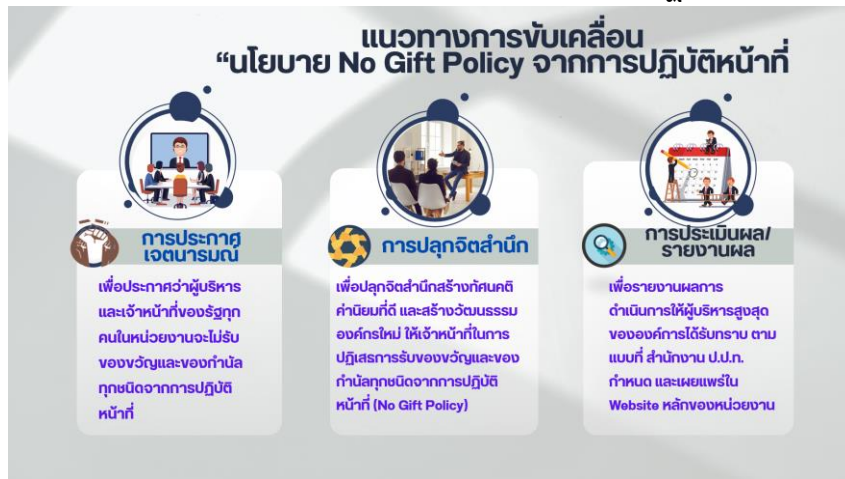 แนวทางการขับเคลื่อน
“นโยบาย No Gift Policy จากการปฏิบัติหน้าที่
การประกาศ
เจตนารมณ์
เพื่อประกาศว่าผู้บริหาร
และเจ้าหน้าที่ของรัฐทุก
คนในหน่วยงานจะไม่รับ
ของขวัญและของกำนัล
ทุกชนิดจากการปฏิบัติ
หน้าที่
การปลุกจิตสำนึก
เพื่อปลุกจิตสำนึกสร้างทัศนคติ
ค่านิยมที่ดี และสร้างวัฒนธรรม
องค์กรใหม่ ให้เจ้าหน้าที่ในการ
ปฏิเสธการรับของขวัญและของ
กำนัลทุกชนิดจากการปฏิบัติ
หน้าที่ (No Gift Policy)
การประเมินผล/
รายงานผล
เพื่อรายงานผลการ
ดำเนินการให้ผู้บริหารสูงสุด
ขององค์การได้รับทราบ ตาม
แบบที่ สำนักงาน ป.ป.ท.
กำหนด และเผยแพร่ใน
Website หลักของหน่วยงาน